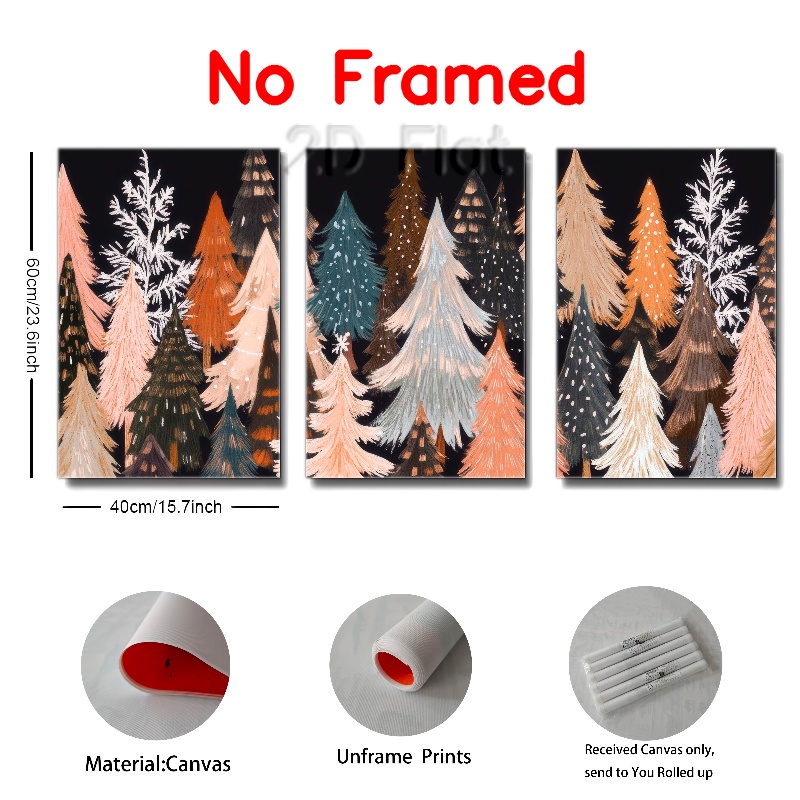 No Framed
2D Flat
60cm/23.6inch
40cm/15.7inch
Material:Canvas
Unframe Prints
Received Canvas only,
send to You Rolled up